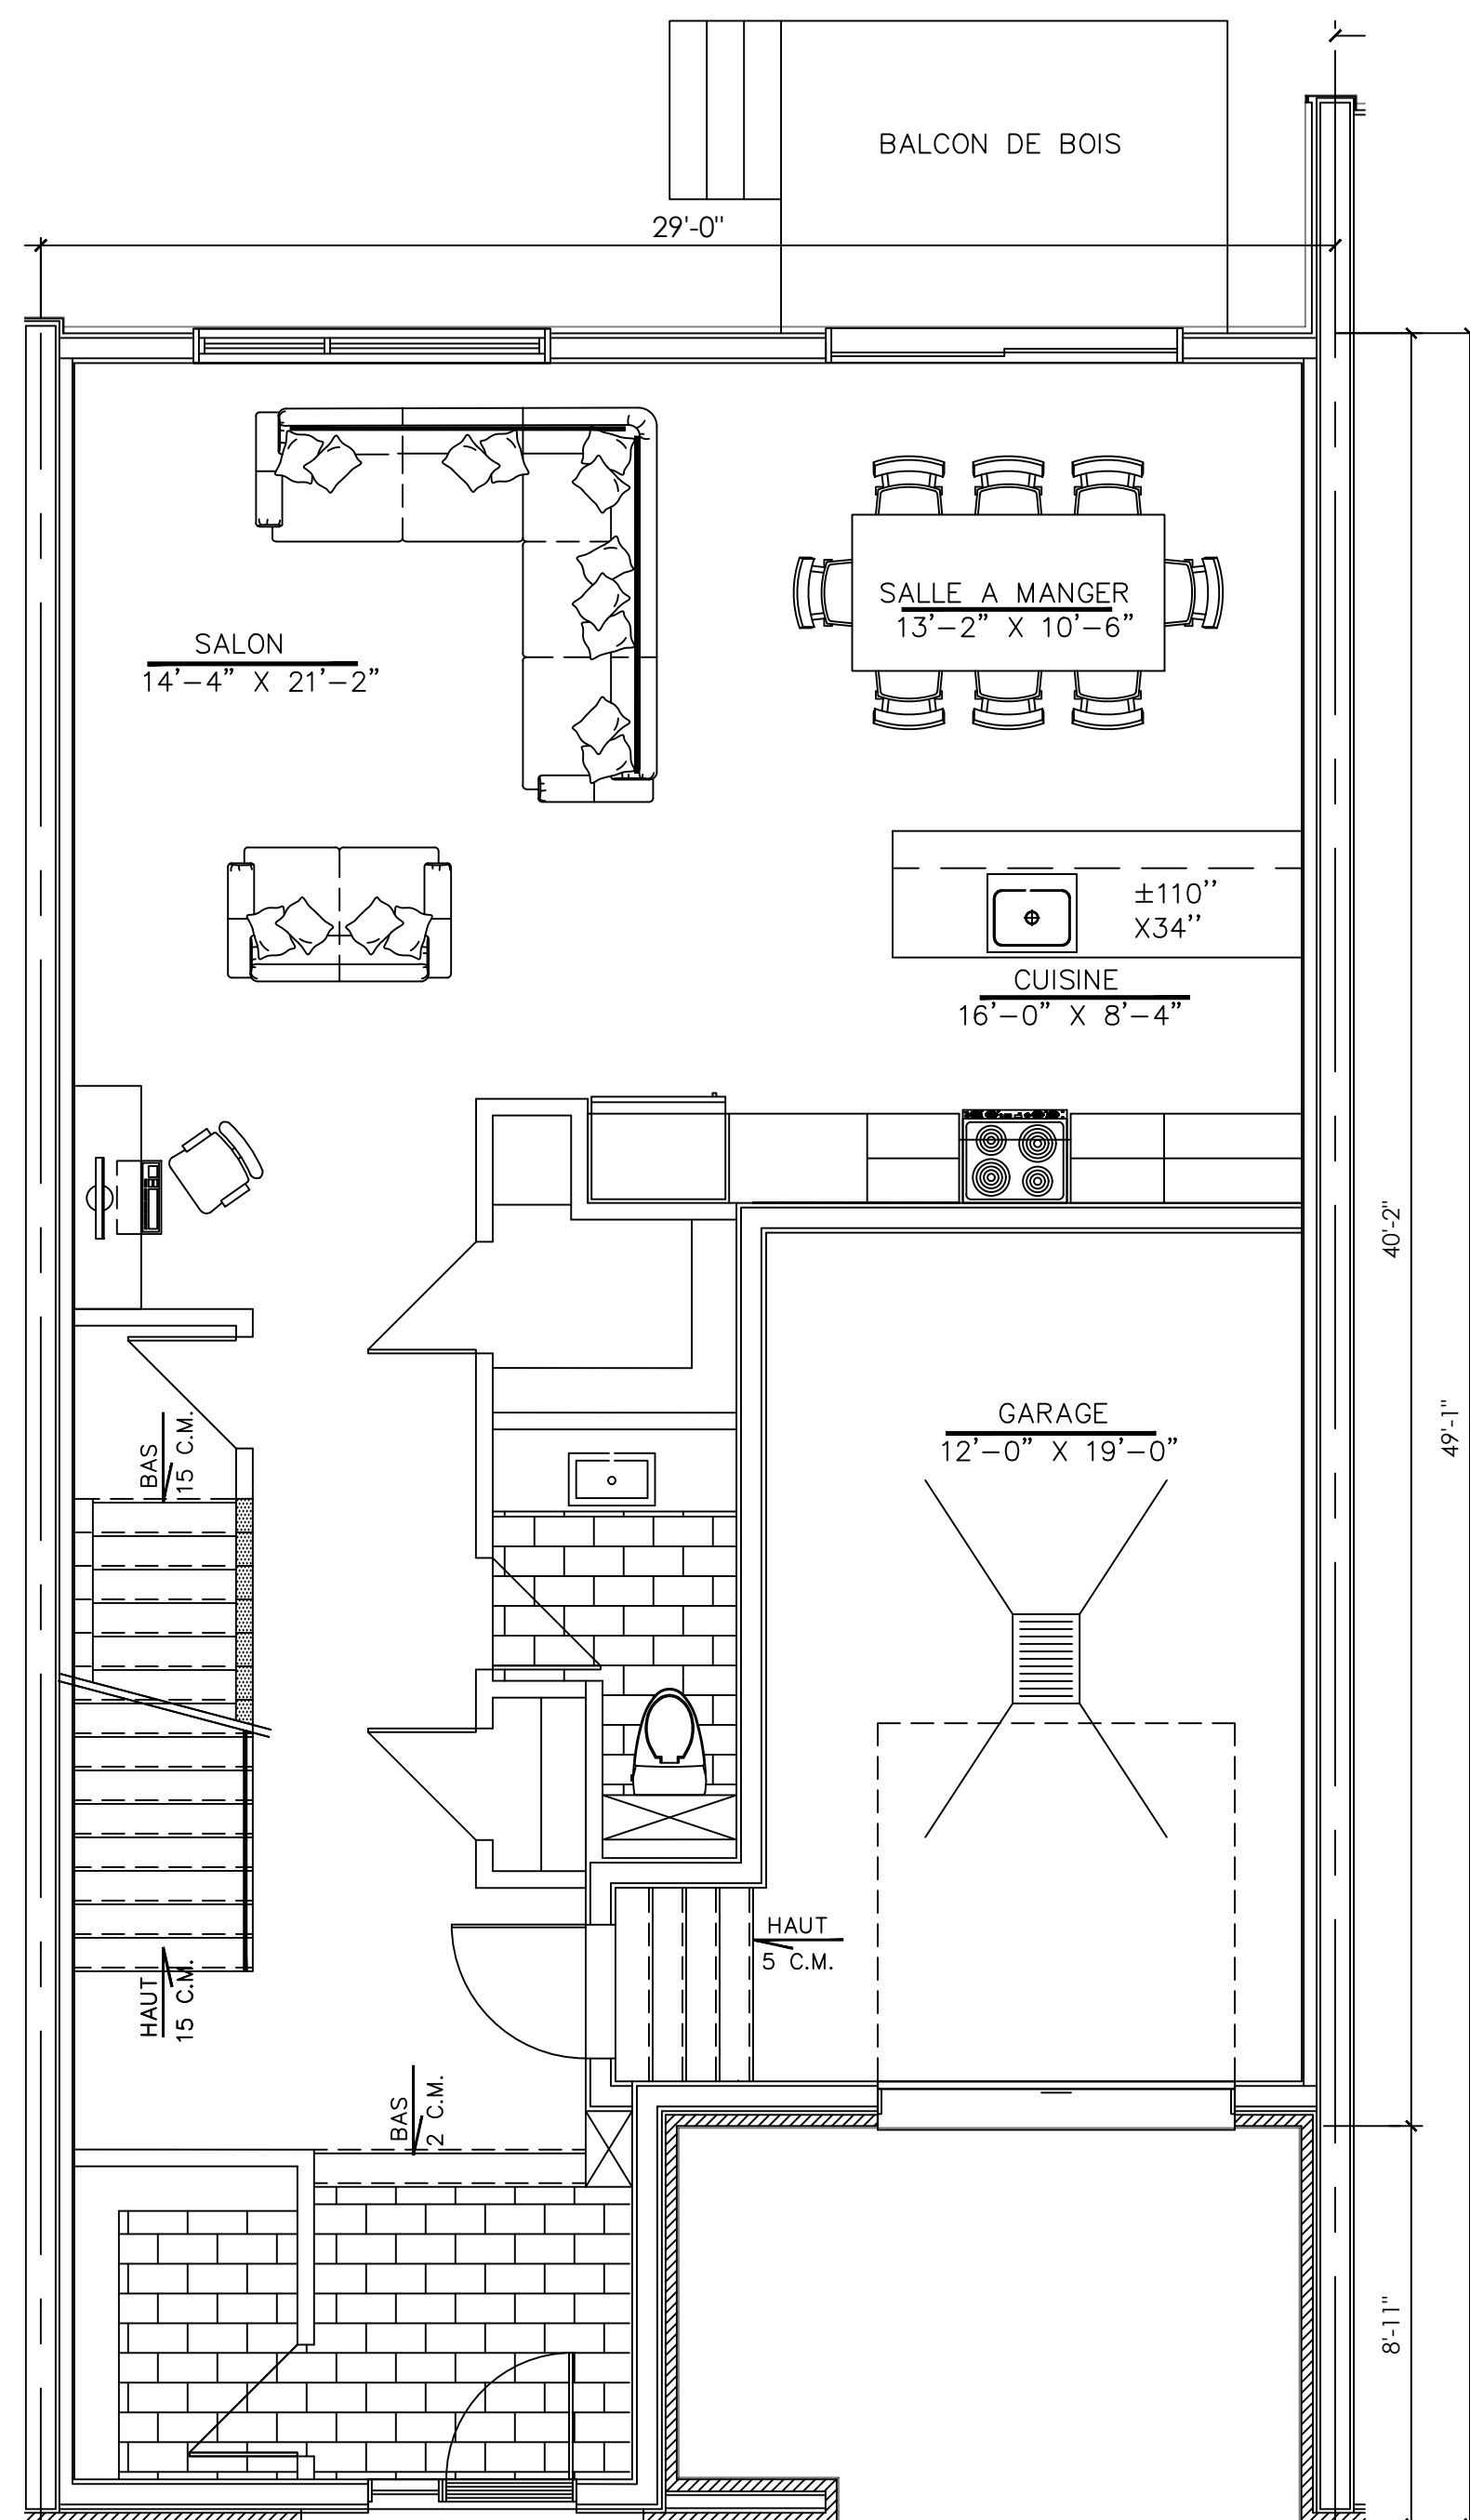 BALCON DE BOIS
29'-0"
SALLE A MANGER
13'-2" X 10'-6"
SALON
14'-4" X 21'-2"
±110''
X34''
CUISINE
16'-0" X 8'-4"
40'-2"
49'-1"
GARAGE
12'-0" X 19'-0"
BAS
15 C.M.
HAUT
5 C.M.
HAUT
15 C.M.
BAS
2 C.M.
8'-11"